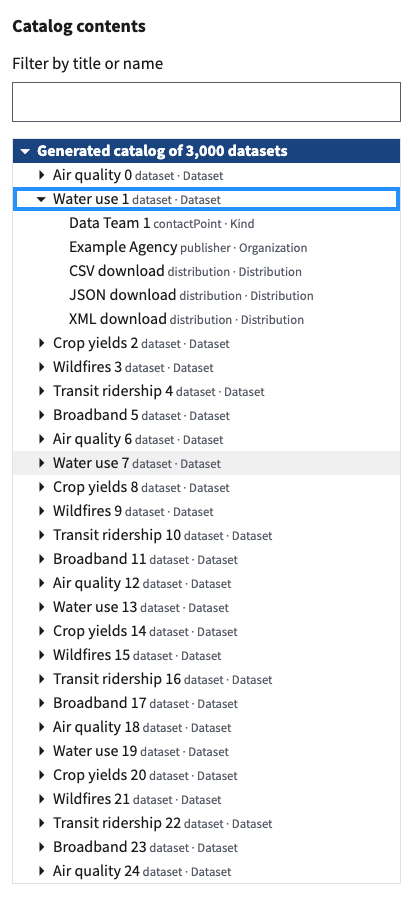 Catalog contents
Filter by title or name
Generated catalog of 3,000 datasets
Air quality 0 dataset · Dataset
Water use 1 dataset · Dataset
Data Team 1 contactPoint · Kind
Example Agency publisher · Organization
CSV download distribution · Distribution
JSON download distribution · Distribution
XML download distribution · Distribution
Crop yields 2 dataset · Dataset
Wildfires 3 dataset · Dataset
Transit ridership 4 dataset · Dataset
Broadband 5 dataset · Dataset
Air quality 6 dataset · Dataset
Water use 7 dataset · Dataset
Crop yields 8 dataset · Dataset
Wildfires 9 dataset · Dataset
Transit ridership 10 dataset · Dataset
Broadband 11 dataset · Dataset
Air quality 12 dataset · Dataset
Water use 13 dataset · Dataset
Crop yields 14 dataset · Dataset
Wildfires 15 dataset · Dataset
Transit ridership 16 dataset · Dataset
Broadband 17 dataset · Dataset
Air quality 18 dataset · Dataset
Water use 19 dataset · Dataset
Crop yields 20 dataset · Dataset
Wildfires 21 dataset · Dataset
Transit ridership 22 dataset · Dataset
Broadband 23 dataset · Dataset
Air quality 24 dataset · Dataset